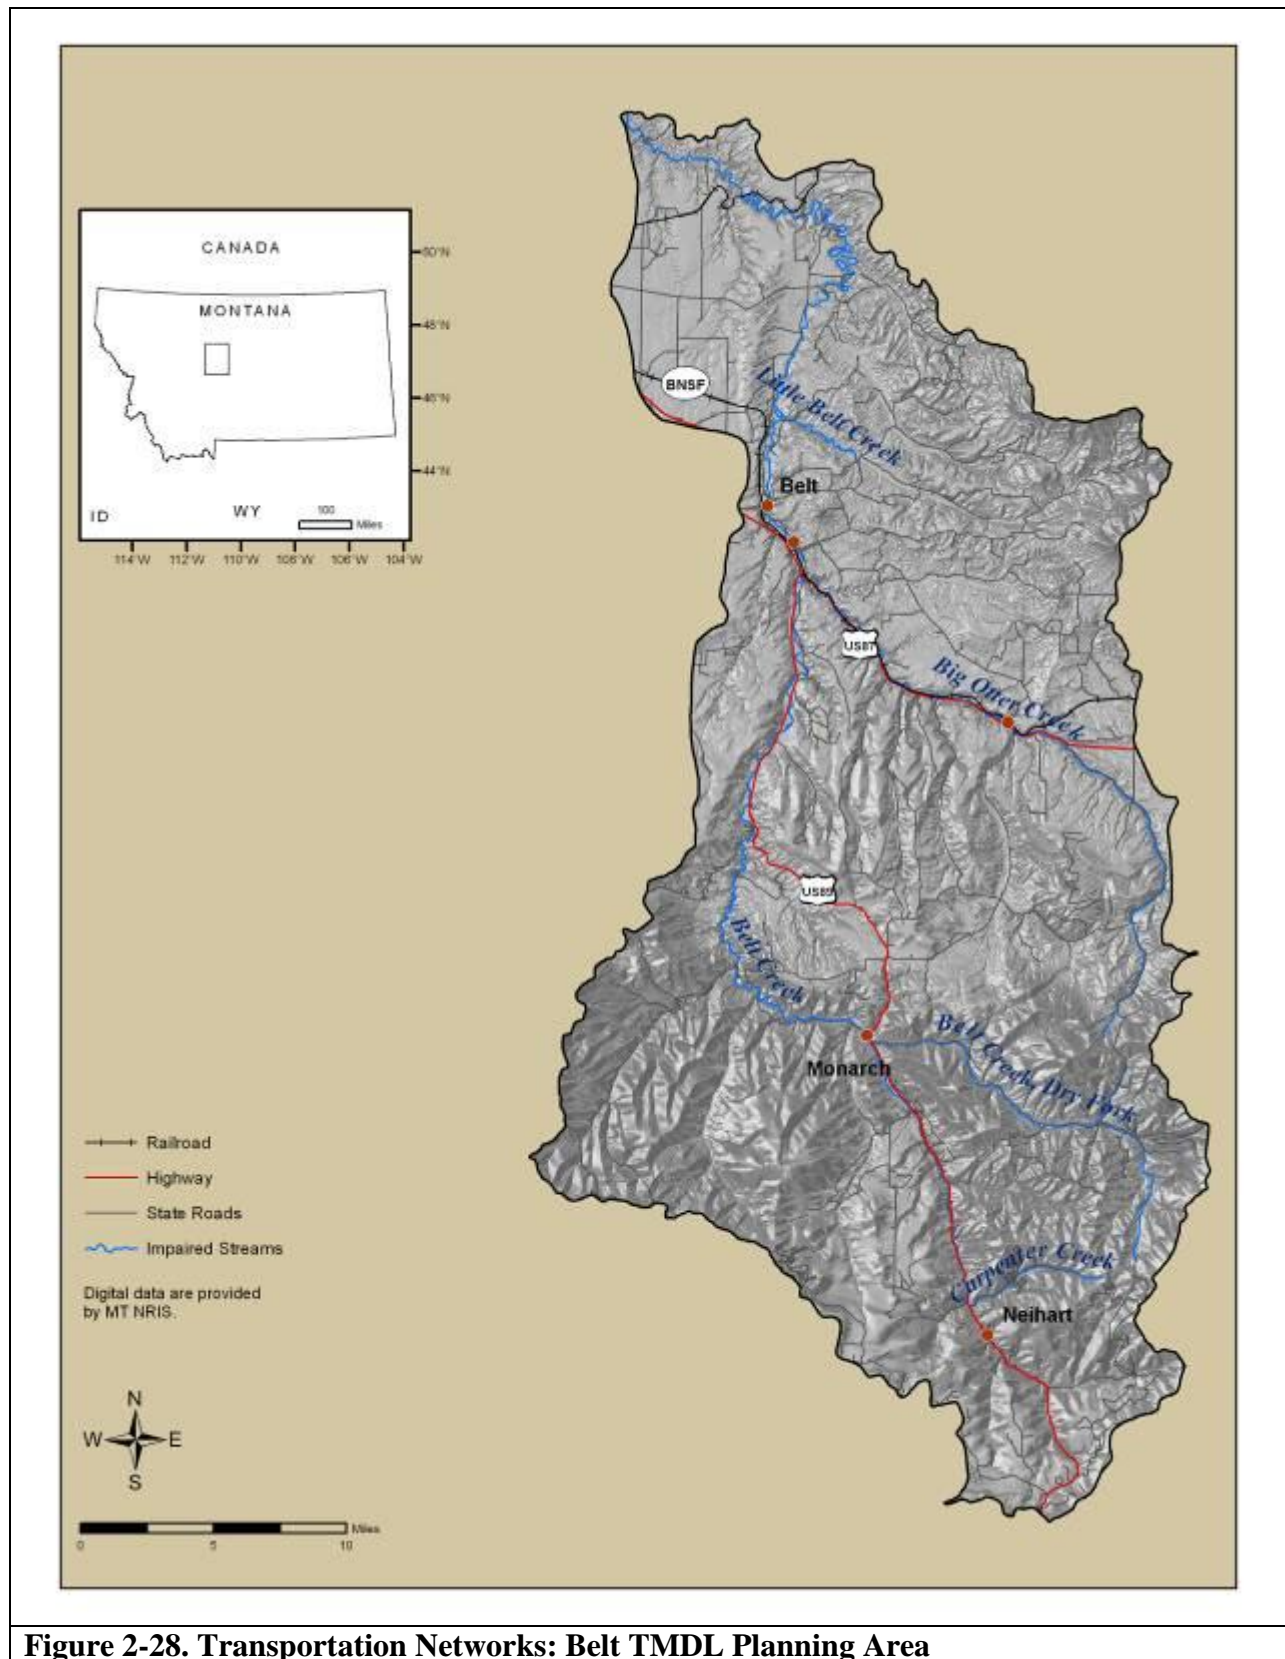 CANADA
MONTANA
ID
WY
100
Miles
50°N
48°N
46°N
44°N
114°W 112°W 110°W 108°W 106°W 104°W
BNSF
Little Belt Creek
Belt
US87
Big Otter Creek
US89
Belt Creek
Monarch
Belt Creek, Dry Fork
Carpenter Creek
Neihart
Railroad
Highway
State Roads
Impaired Streams
Digital data are provided
by MT NRIS.
N
W E
S
Miles
0 5 10
Figure 2-28. Transportation Networks: Belt TMDL Planning Area